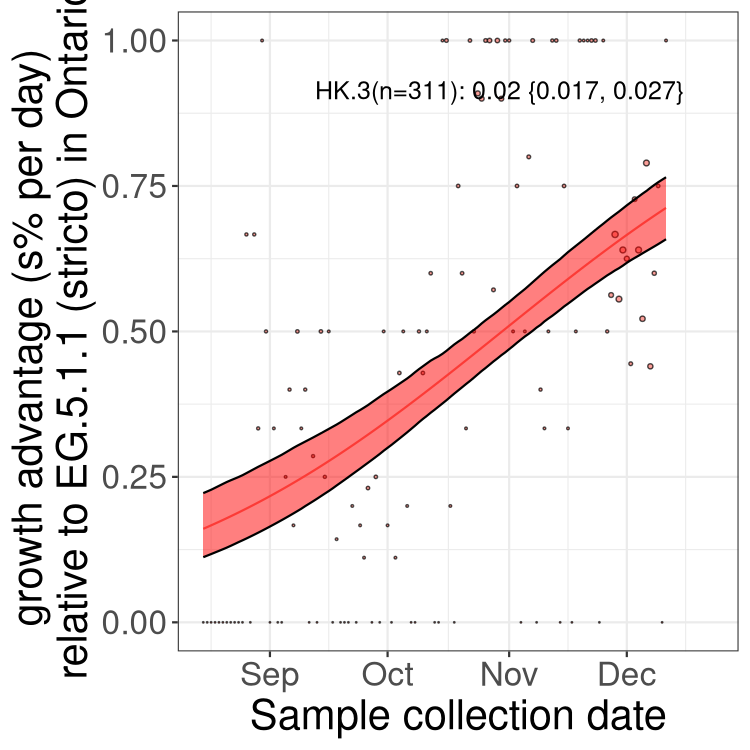 growth advantage (s% per day)
relative to EG.5.1.1 (stricto) in Ontario
1.00
0.75
0.50
0.25
0.00
HK.3(n=311): 0.02 {0.017, 0.027}
Sep Oct Nov Dec
Sample collection date